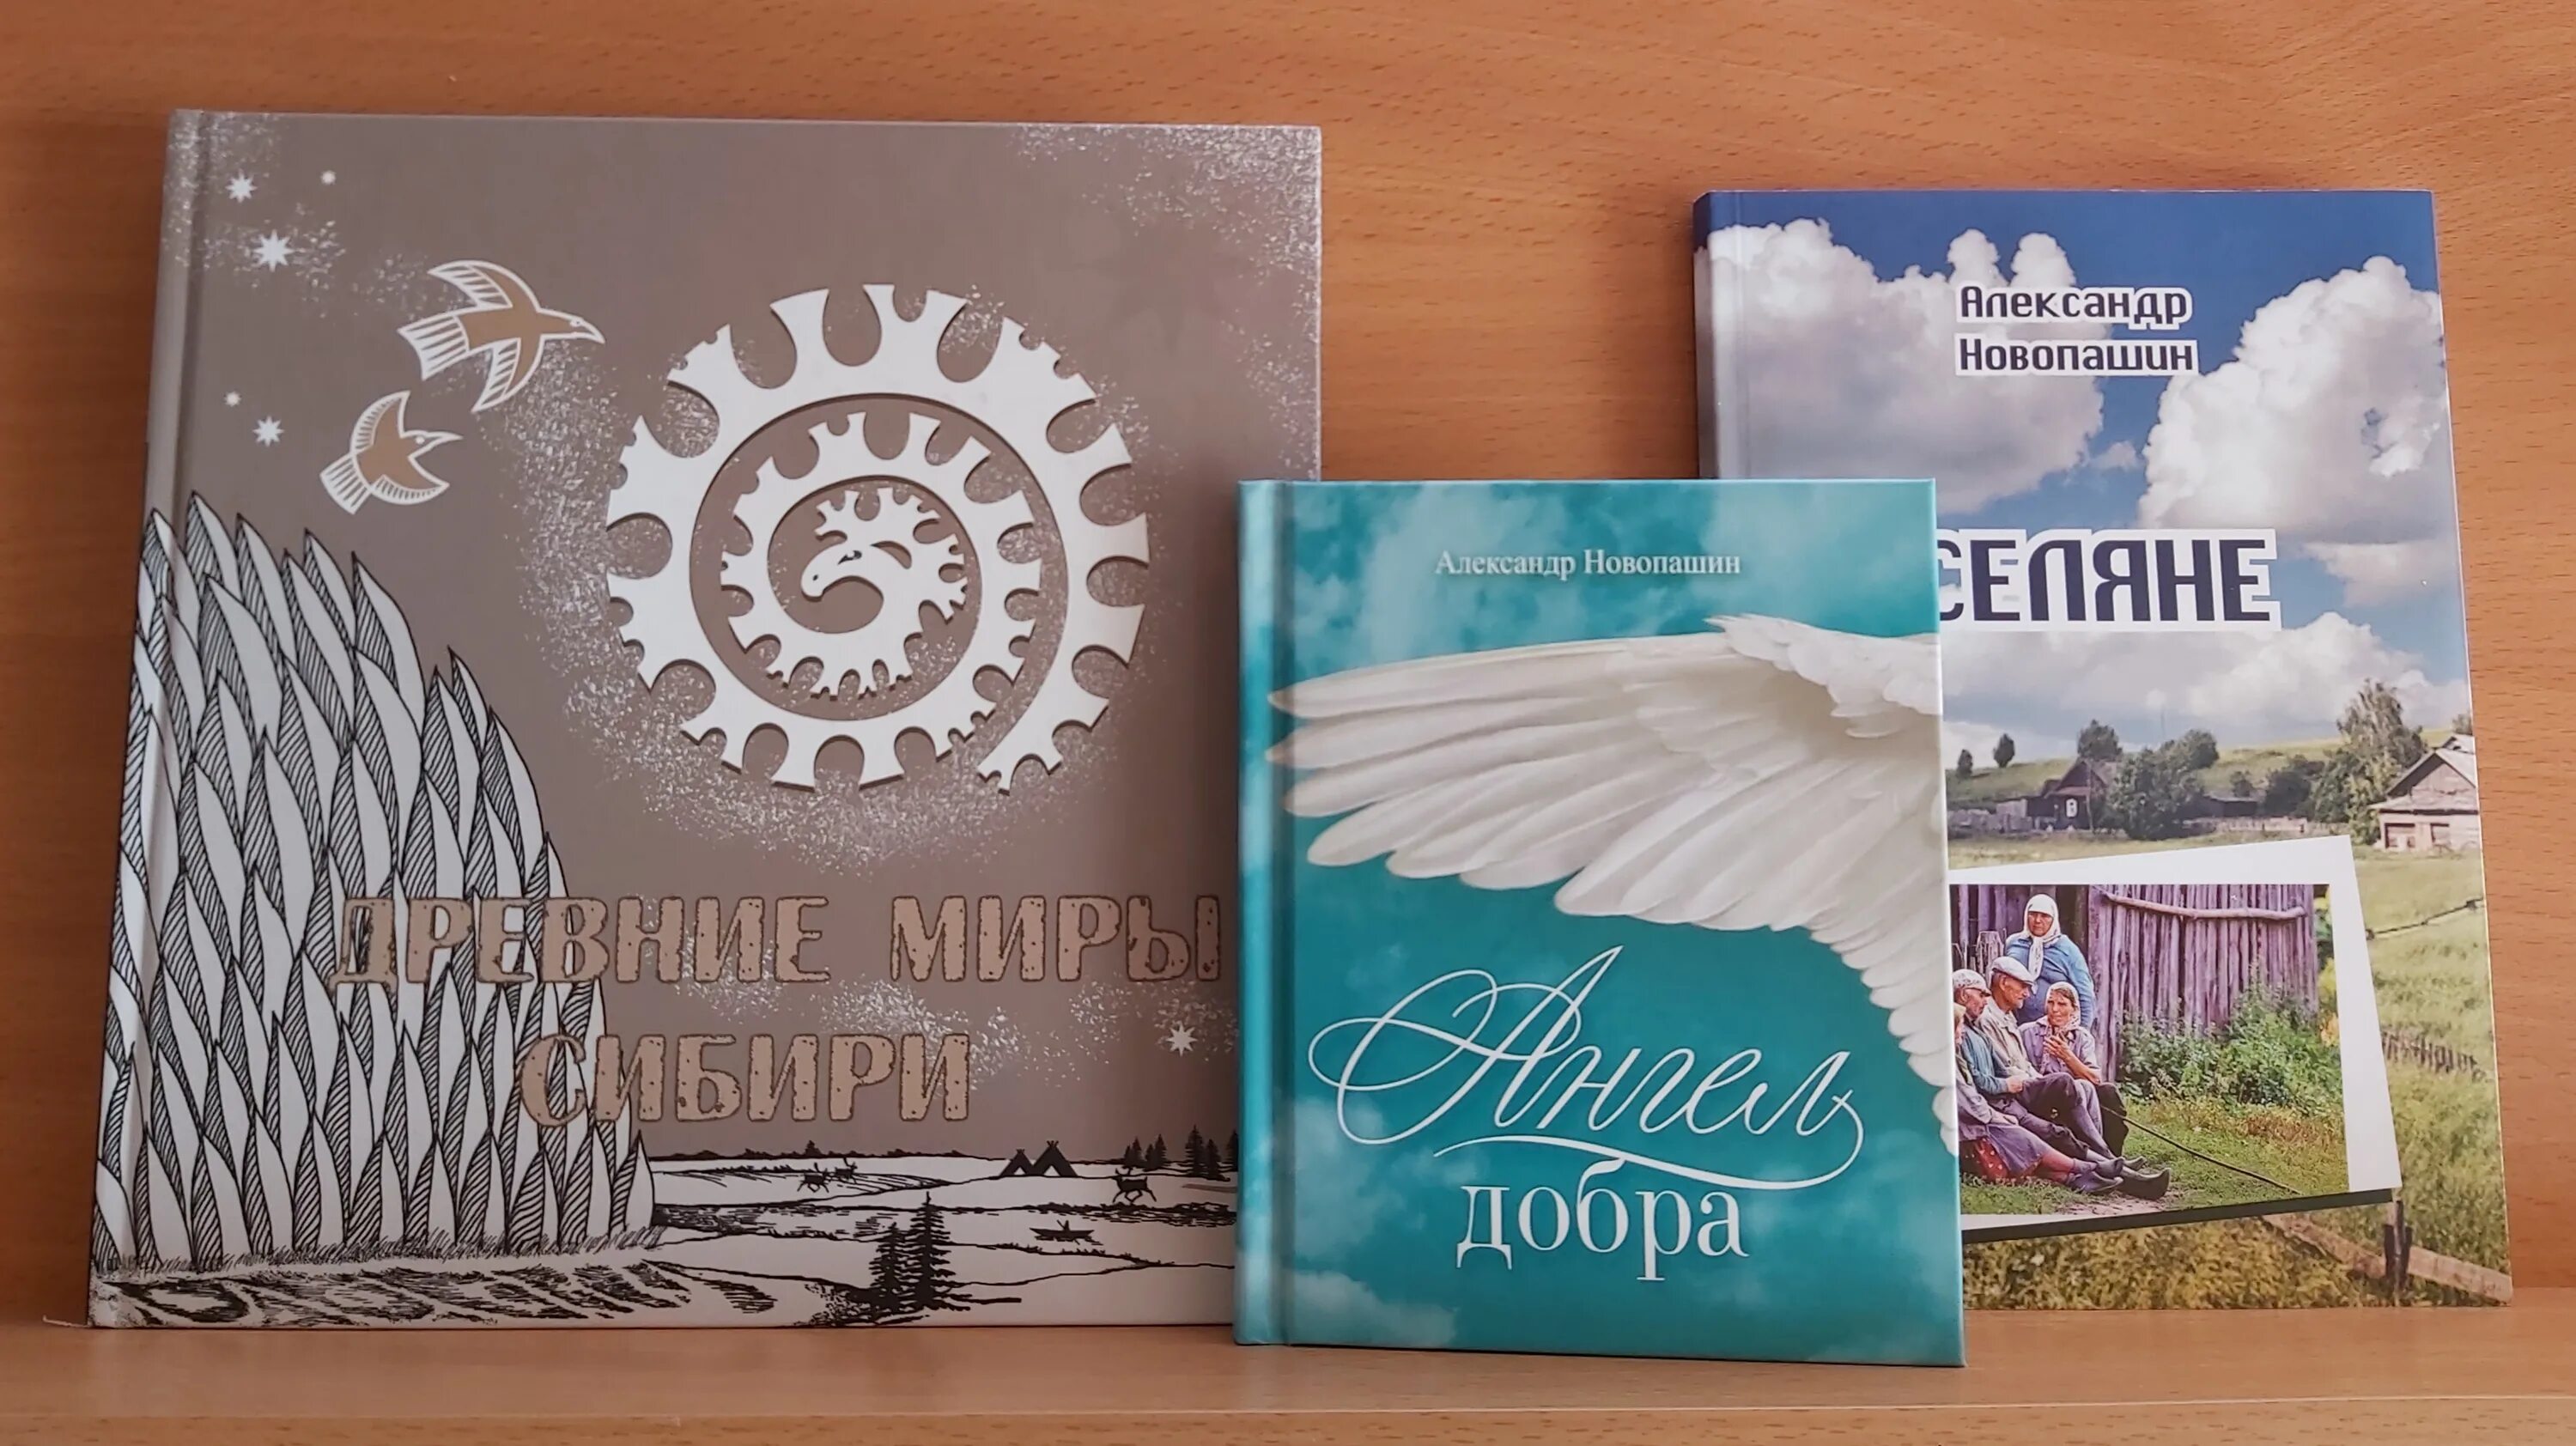 ДРЕВНИЕ МИРЫ
СИБИРИ
Александр Новопашин
Ангел
добра
Александр
Новопашин
СЕЛЯНЕ